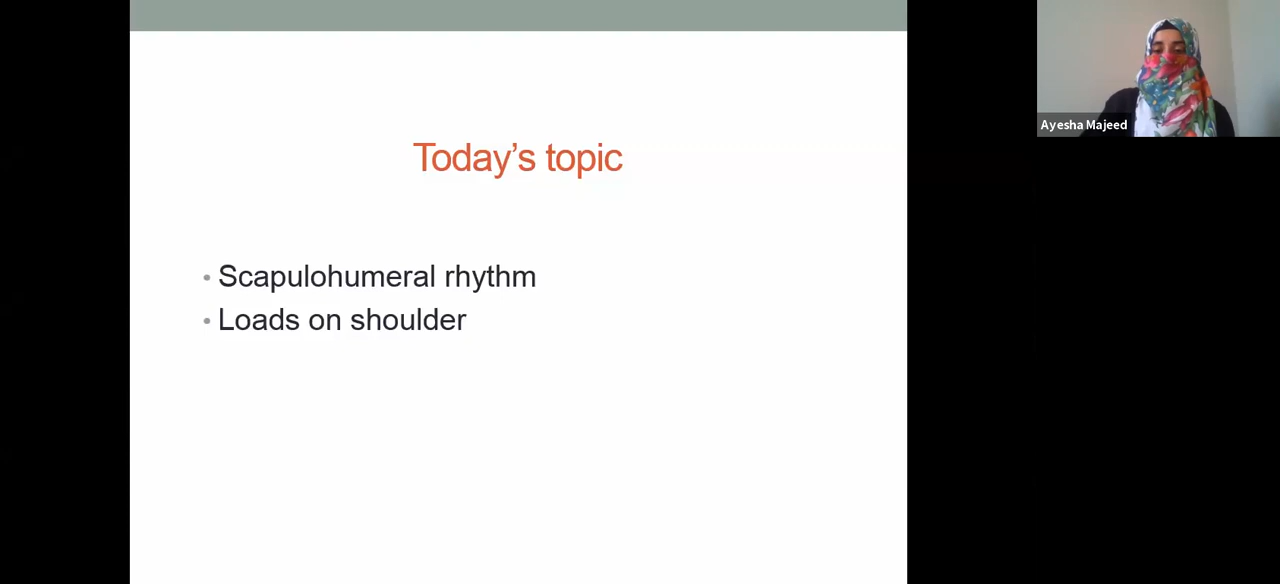 Today’s topic
• Scapulohumeral rhythm
• Loads on shoulder
Ayesha Majeed